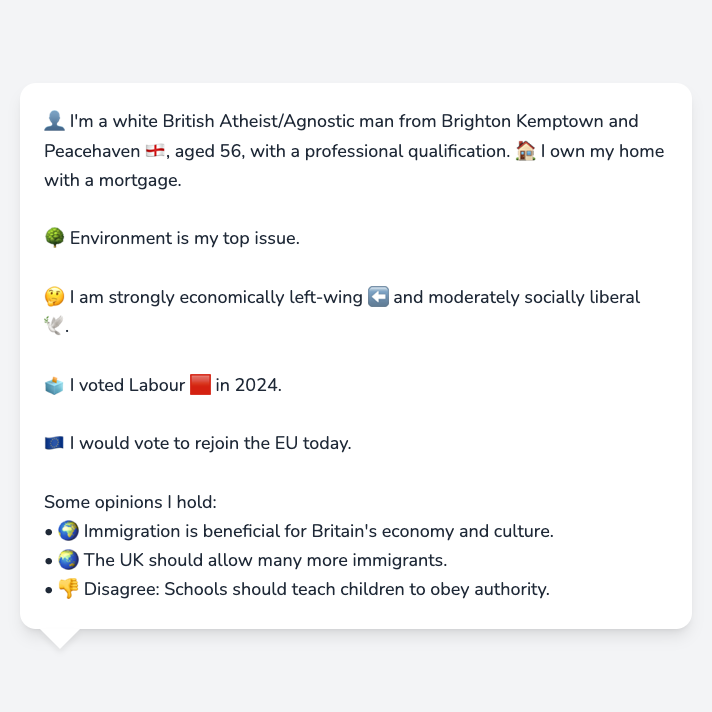 👤 I'm a white British Atheist/Agnostic man from Brighton Kemptown and
Peacehaven 🏴󠁧󠁢󠁥󠁮󠁧󠁿, aged 56, with a professional qualification. 🏠 I own my home
with a mortgage.
🌳 Environment is my top issue.
🤔 I am strongly economically left-wing ⬅️ and moderately socially liberal
🕊️.
🗳️ I voted Labour 🟥 in 2024.
🇪🇺 I would vote to rejoin the EU today.
Some opinions I hold:
• 🌍 Immigration is beneficial for Britain's economy and culture.
• 🌏 The UK should allow many more immigrants.
• 👎 Disagree: Schools should teach children to obey authority.